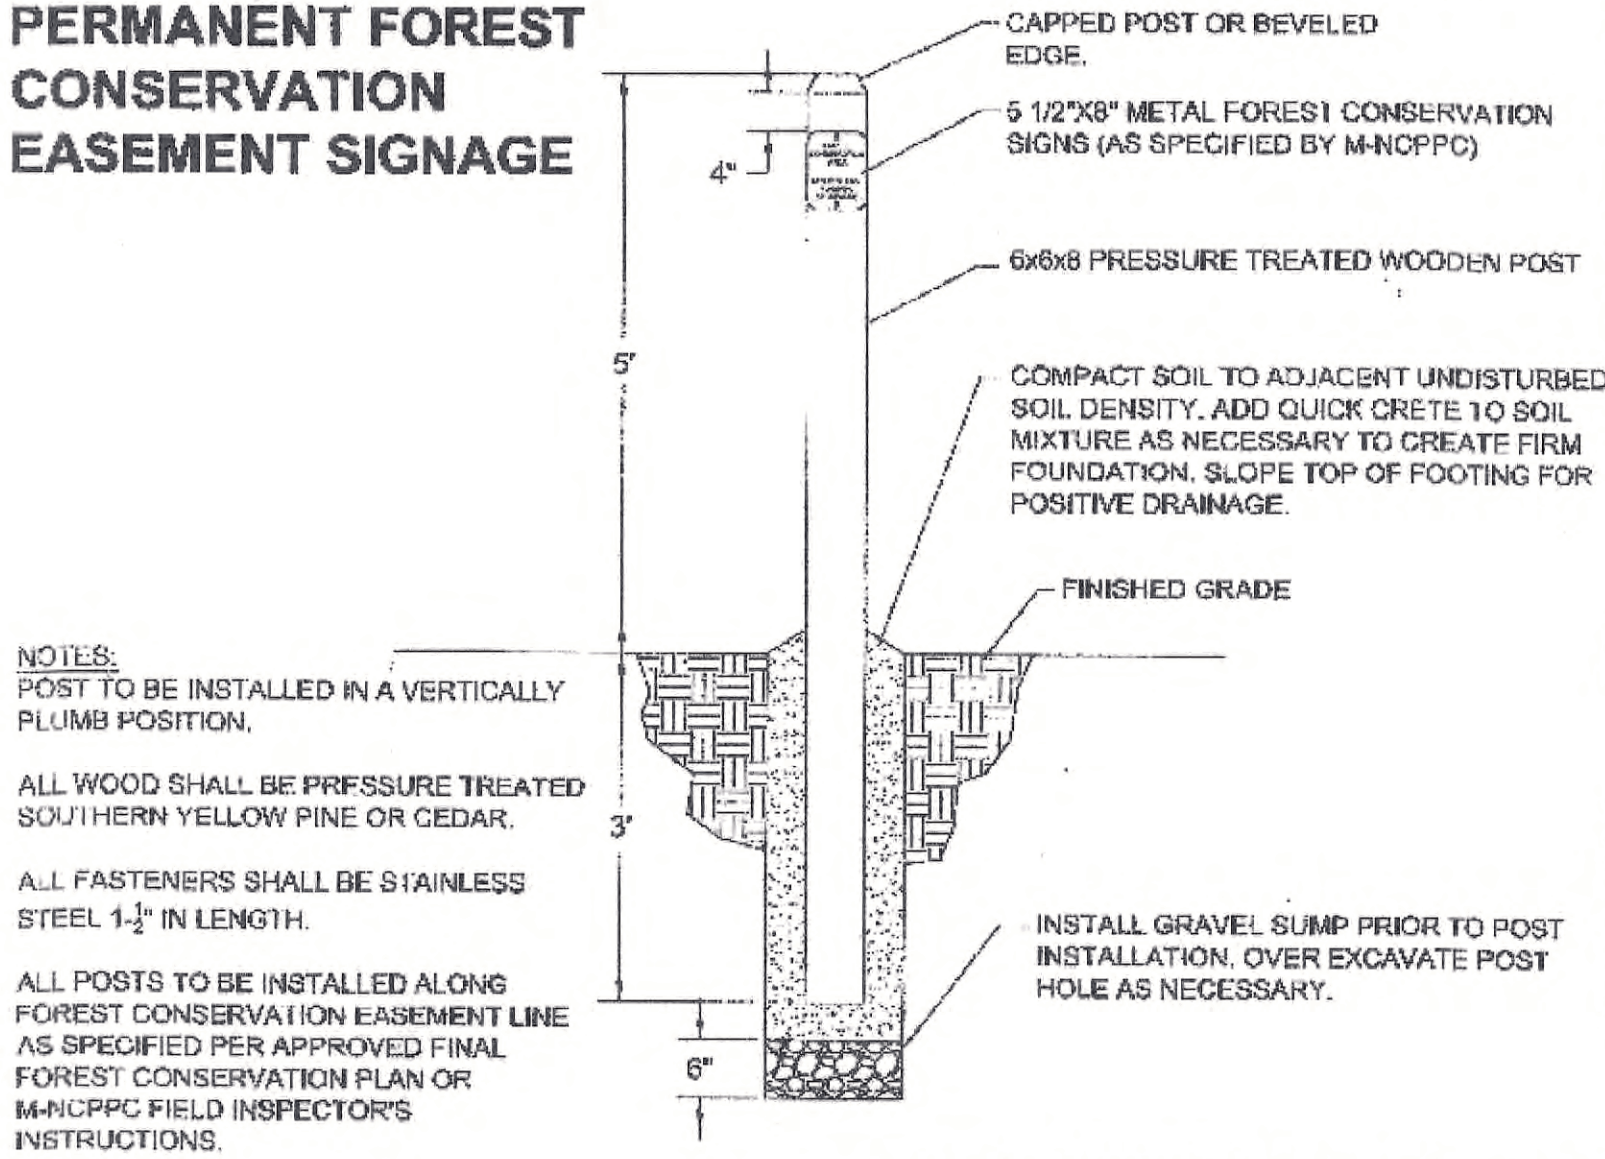 PERMANENT FOREST
CONSERVATION
EASEMENT SIGNAGE
CAPPED POST OR BEVELED
EDGE.
5 1/2"X8" METAL FOREST CONSERVATION
SIGNS (AS SPECIFIED BY M-NCPPC)
4"
6x6x8 PRESSURE TREATED WOODEN POST
5'
COMPACT SOIL TO ADJACENT UNDISTURBED
SOIL DENSITY. ADD QUICK CRETE TO SOIL
MIXTURE AS NECESSARY TO CREATE FIRM
FOUNDATION. SLOPE TOP OF FOOTING FOR
POSITIVE DRAINAGE.
FINISHED GRADE
NOTES:
POST TO BE INSTALLED IN A VERTICALLY
PLUMB POSITION.
ALL WOOD SHALL BE PRESSURE TREATED
SOUTHERN YELLOW PINE OR CEDAR.
3'
ALL FASTENERS SHALL BE STAINLESS
STEEL 1-½" IN LENGTH.
INSTALL GRAVEL SUMP PRIOR TO POST
INSTALLATION. OVER EXCAVATE POST
HOLE AS NECESSARY.
ALL POSTS TO BE INSTALLED ALONG
FOREST CONSERVATION EASEMENT LINE
AS SPECIFIED PER APPROVED FINAL
FOREST CONSERVATION PLAN OR
M-NCPPC FIELD INSPECTOR'S
INSTRUCTIONS.
6"